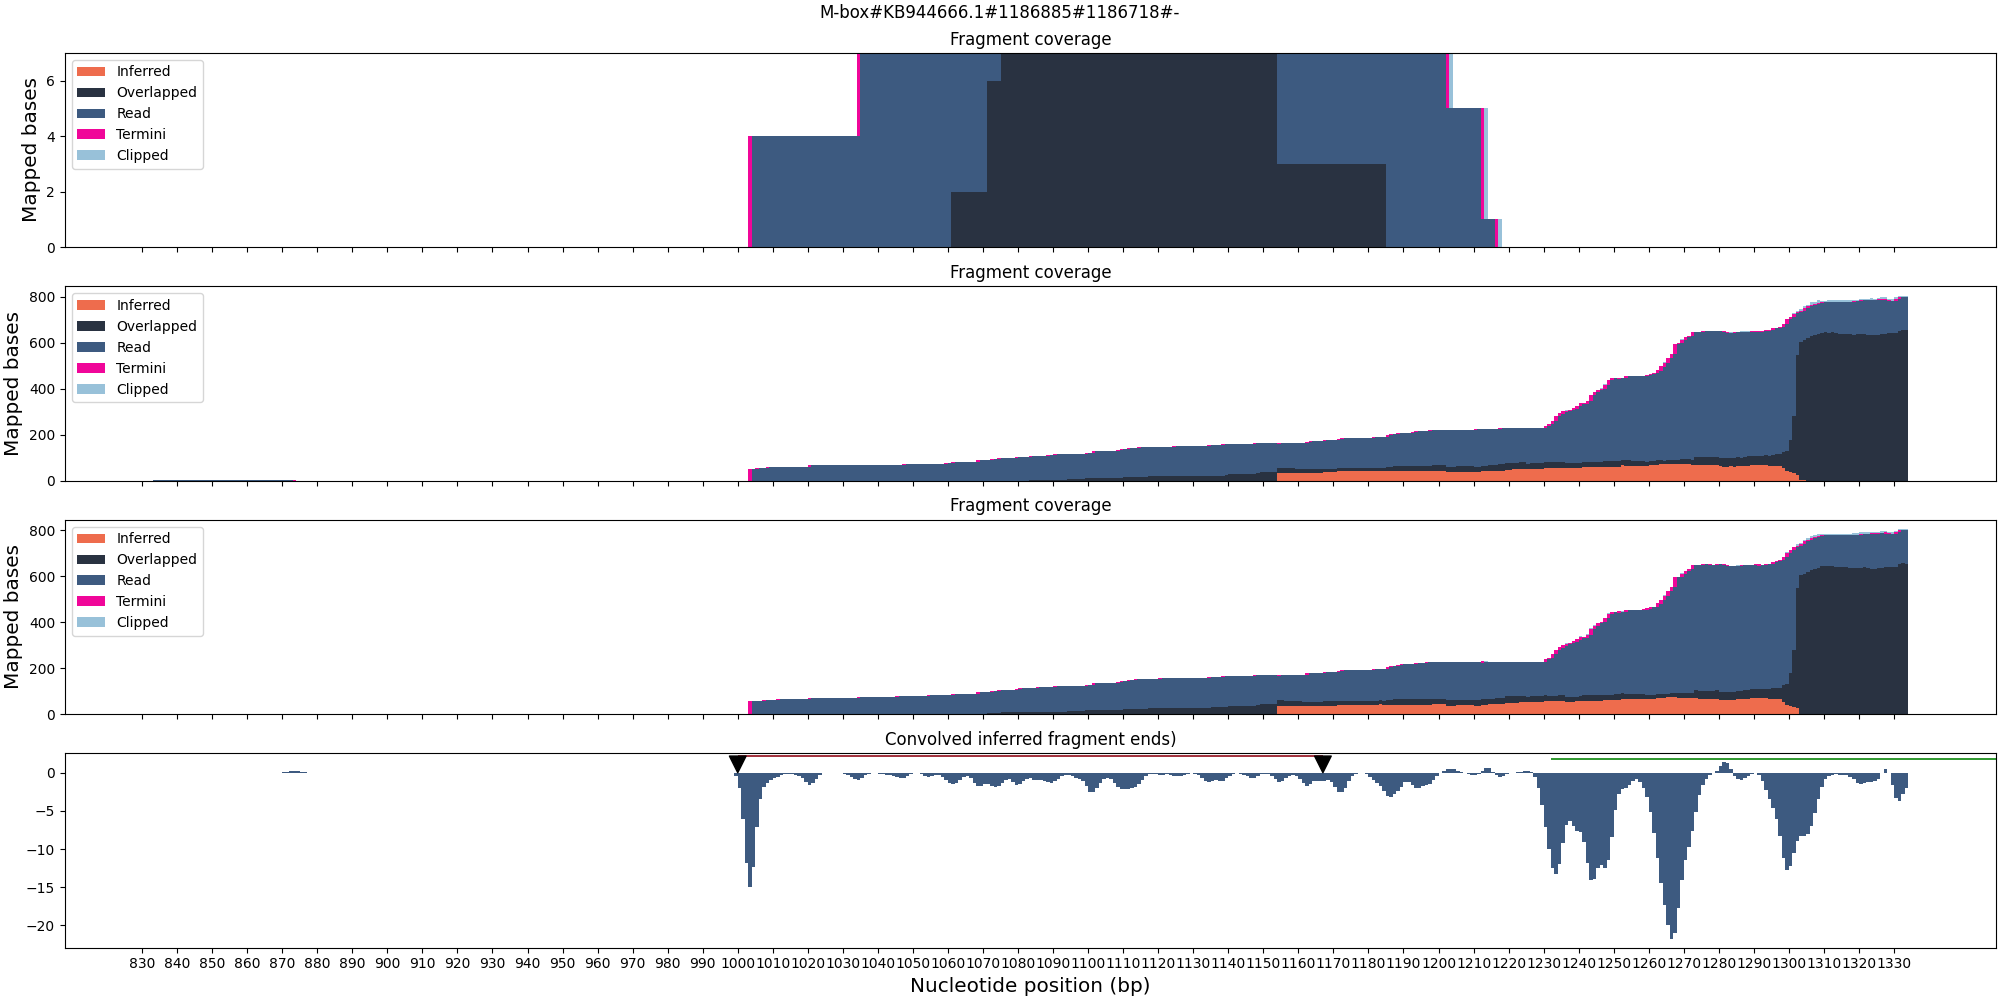 M-box#KB944666.1#1186885#1186718#-
Fragment coverage
Mapped bases
6
4
2
0
Inferred
Overlapped
Read
Termini
Clipped
Fragment coverage
Mapped bases
800
600
400
200
0
Inferred
Overlapped
Read
Termini
Clipped
Fragment coverage
Mapped bases
800
600
400
200
0
Inferred
Overlapped
Read
Termini
Clipped
Convolved inferred fragment ends)
0
−5
−10
−15
−20
830 840 850 860 870 880 890 900 910 920 930 940 950 960 970 980 990 1000 1010 1020 1030 1040 1050 1060 1070 1080 1090 1100 1110 1120 1130 1140 1150 1160 1170 1180 1190 1200 1210 1220 1230 1240 1250 1260 1270 1280 1290 1300 1310 1320 1330
Nucleotide position (bp)